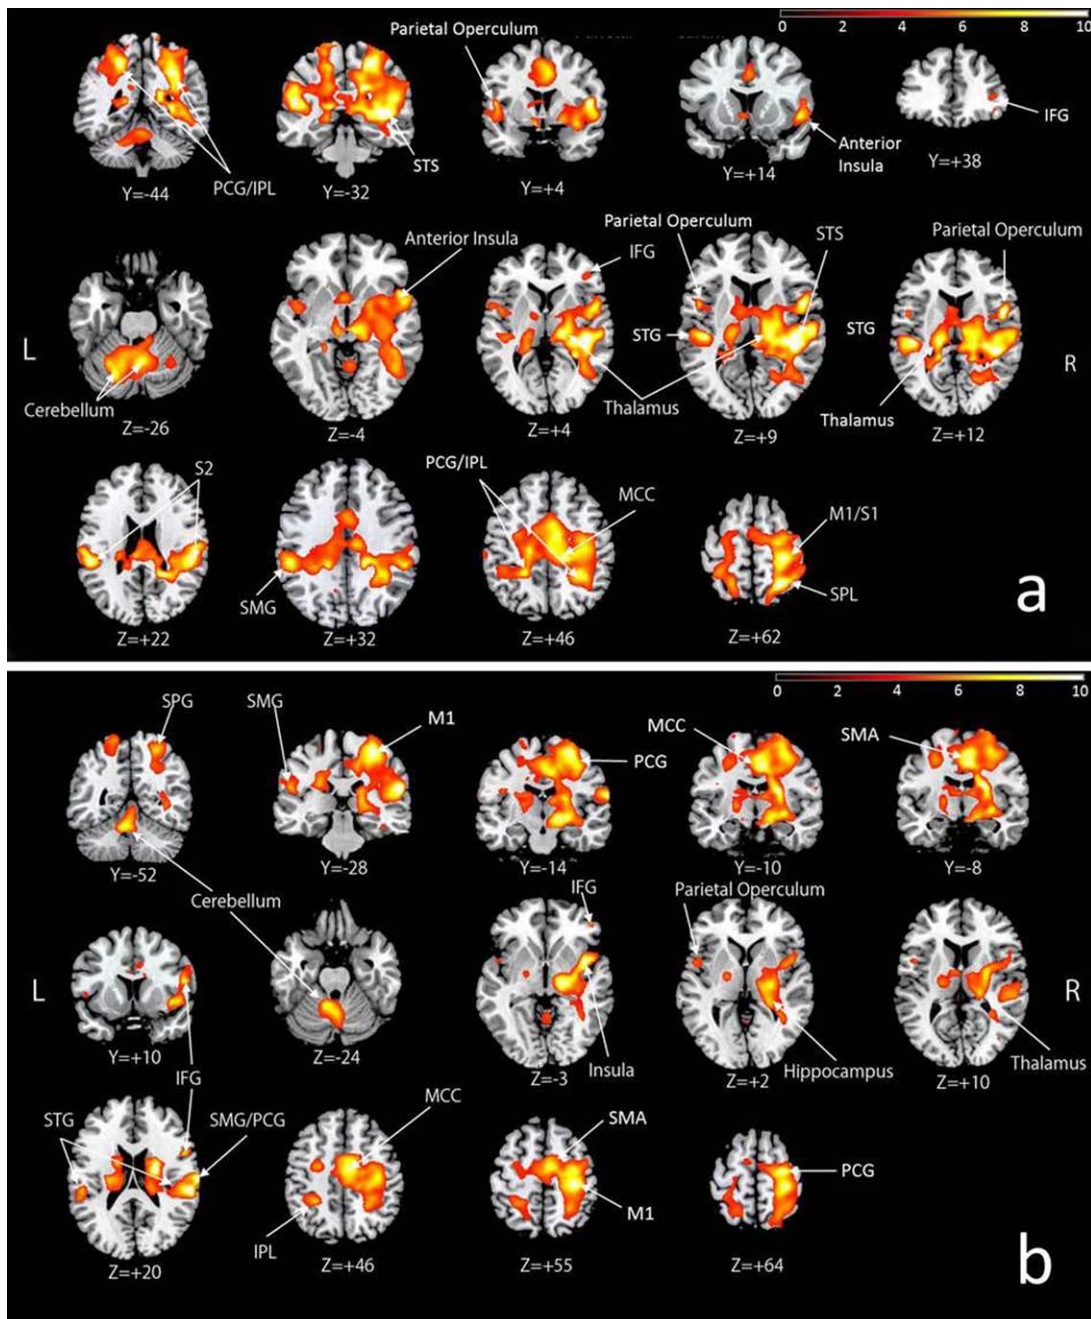 0 2 4 6 8 10
Parietal Operculum
IFG
STS
Anterior
Insula
PCG/IPL
Y=-44
Y=-32
Y=+4
Y=+14
Y=+38
Parietal Operculum
STS
Parietal Operculum
Anterior Insula
IFG
L
STG
STG
R
Cerebellum
Thalamus
Thalamus
Z=-26
Z=-4
Z=+4
Z=+9
Z=+12
S2
PCG/IPL
MCC
M1/S1
SMG
SPL
a
Z=+22
Z=+32
Z=+46
Z=+62
0 2 4 6 8 10
SPG
SMG
M1
MCC
SMA
PCG
Y=-52
Y=-28
Y=-14
Y=-10
Y=-8
Cerebellum
IFG
Parietal Operculum
L
R
Y=+10
Z=-24
Z=-3
Insula
Z=+2
Hippocampus
Z=+10
Thalamus
IFG
STG
SMG/PCG
MCC
SMA
PCG
IPL
M1
Z=+20
Z=+46
Z=+55
Z=+64
b